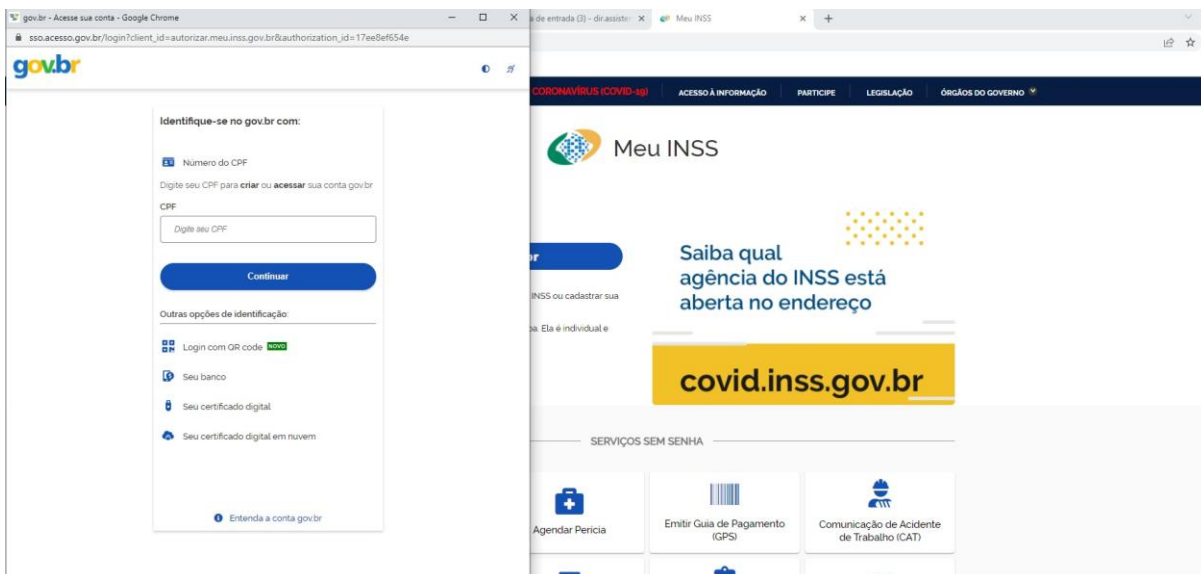 gov.br - Acesse sua conta - Google Chrome
sso.acesso.gov.br/login?client_id=autorizar.meu.inss.gov.br&authorization_id=17ee8ef654e
gov.br
Identifique-se no gov.br com:
Número do CPF
Digite seu CPF para criar ou acessar sua conta gov.br
CPF
Digite seu CPF
Continuar
Outras opções de identificação:
Login com QR code NOVO
Seu banco
Seu certificado digital
Seu certificado digital em nuvem
Entenda a conta gov.br
a de entrada (3) - dir.assister
Meu INSS
CORONAVÍRUS (COVID-19) ACESSO À INFORMAÇÃO PARTICIPE LEGISLAÇÃO ÓRGÃOS DO GOVERNO
Meu INSS
or
INSS ou cadastrar sua
Ela é individual e
Saiba qual
agência do INSS está
aberta no endereço
covid.inss.gov.br
SERVIÇOS SEM SENHA
Agendar Perícia
Emitir Guia de Pagamento
(GPS)
Comunicação de Acidente
de Trabalho (CAT)